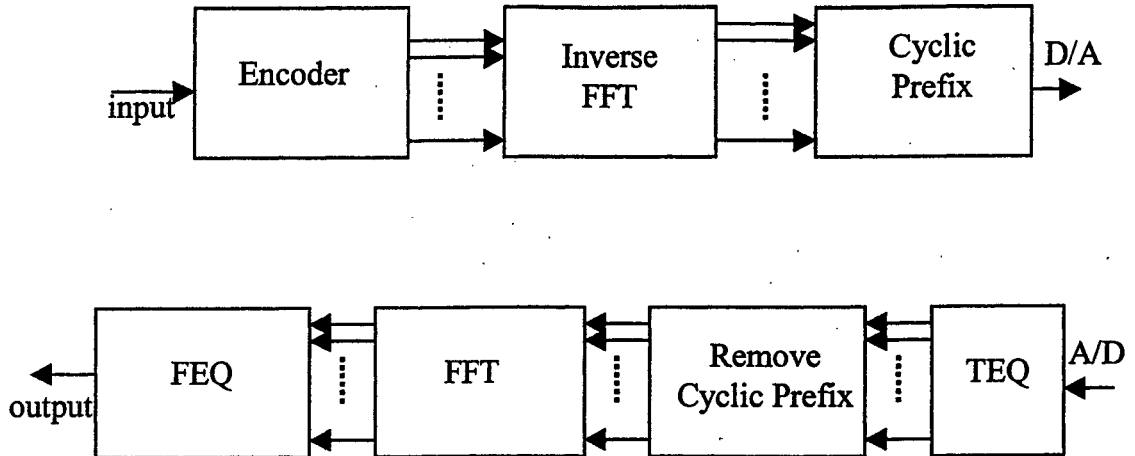 input
Encoder
Inverse
FFT
Cyclic
Prefix
D/A
output
FEQ
FFT
Remove
Cyclic Prefix
TEQ
A/D